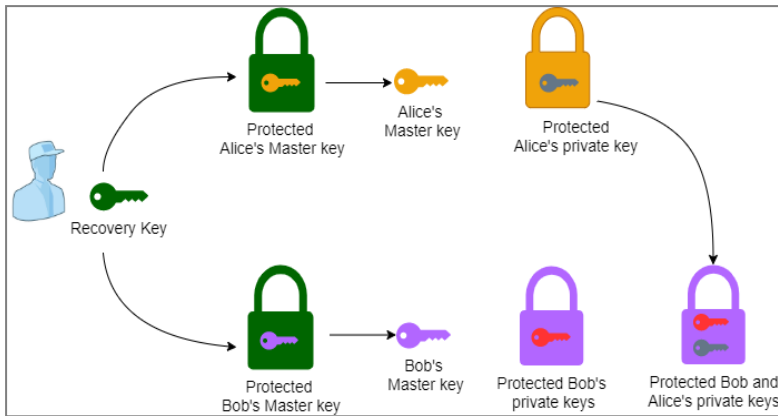 Protected
Alice's Master key
Alice's
Master key
Protected
Alice's private key
Recovery Key
Protected
Bob's Master key
Bob's
Master key
Protected Bob's
private keys
Protected Bob and
Alice's private keys